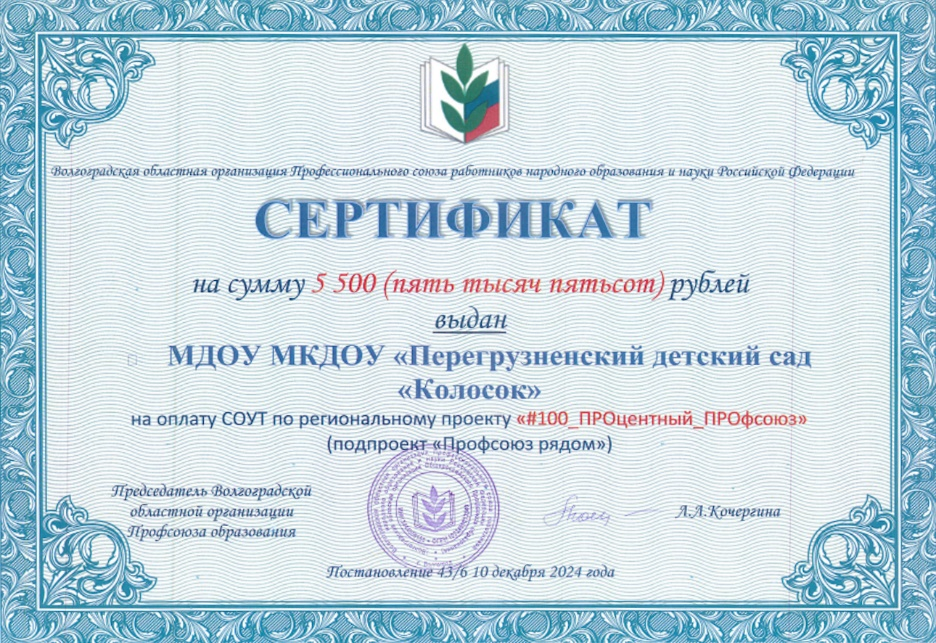 Волгоградская областная организация Профессионального союза работников народного образования и науки Российской Федерации
СЕРТИФИКАТ
на сумму 5 500 (пять тысяч пятьсот) рублей
выдан
МДОУ МКДОУ «Перегрузненский детский сад
«Колосок»
на оплату СОУТ по региональному проекту «#100_ПРОцентный_ПРОфсоюз»
(подпроект «Профсоюз рядом»)
Председатель Волгоградской
областной организации
Профсоюза образования
А.А.Кочергина
Постановление 43/6 10 декабря 2024 года